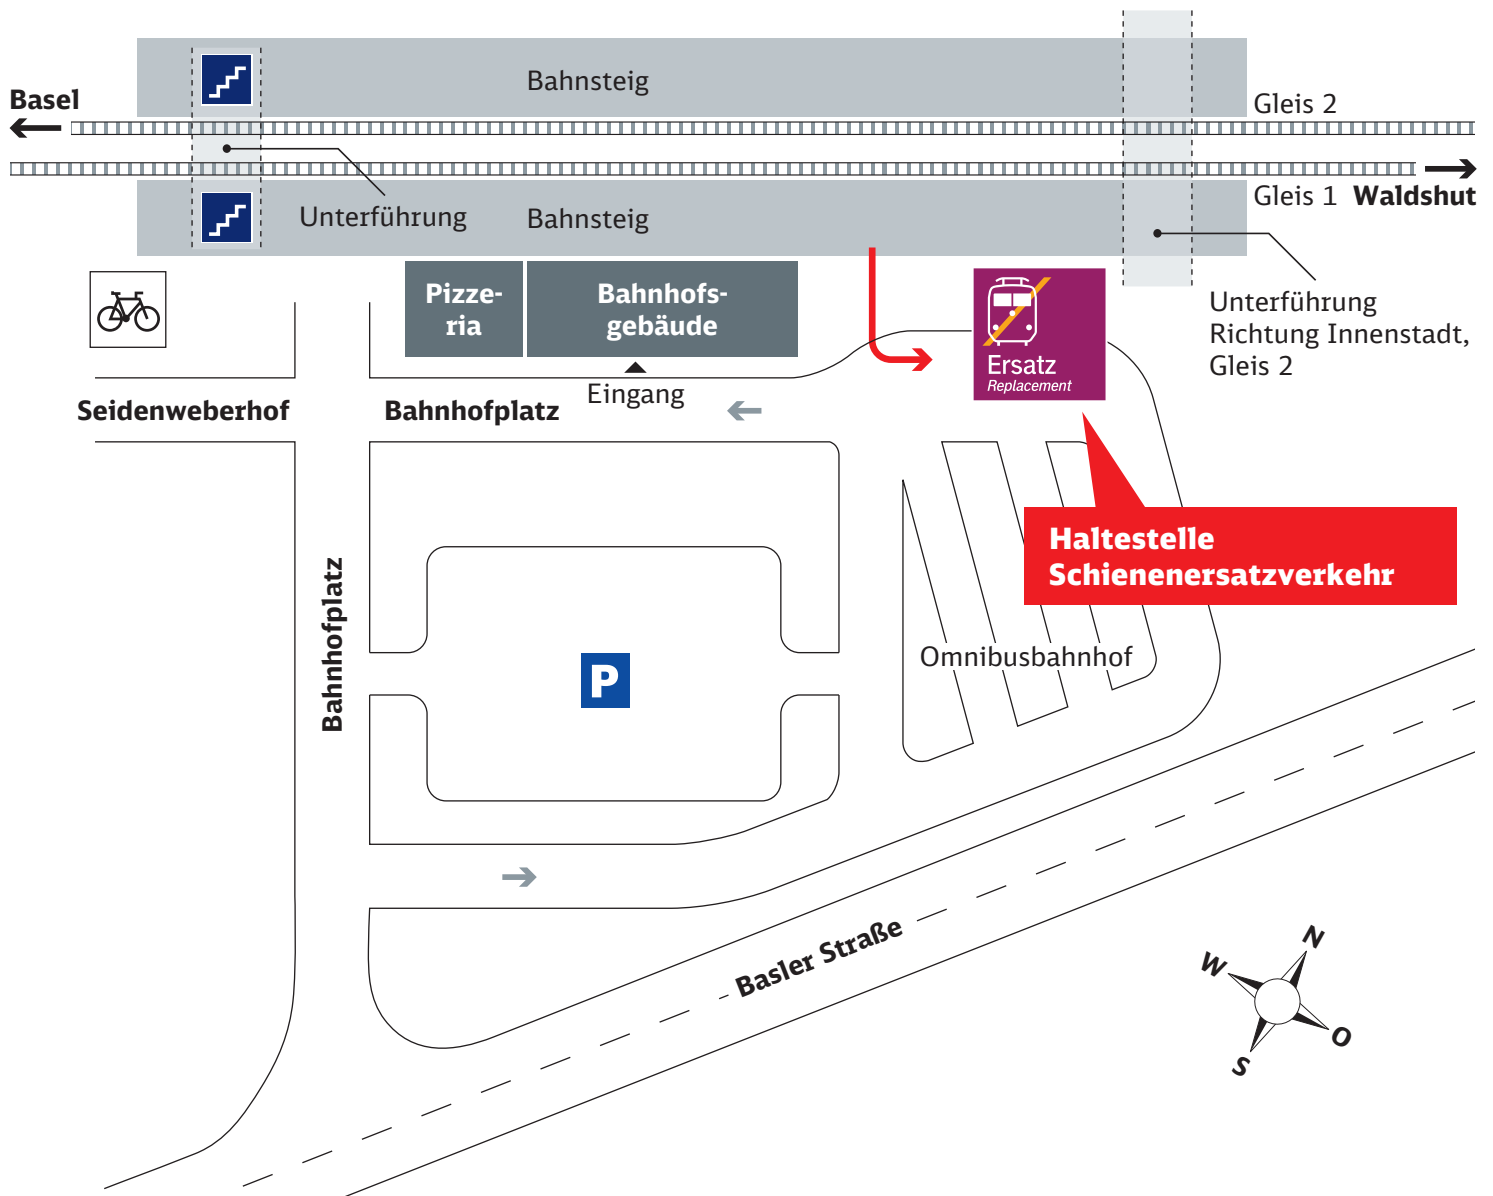 Bahnsteig
Basel
Gleis 2
Unterführung
Bahnsteig
Gleis 1 Waldshut
Pizze-
ria
Bahnhofs-
gebäude
Eingang
Ersatz
Replacement
Unterführung
Richtung Innenstadt,
Gleis 2
Seidenweberhof
Bahnhofplatz
Haltestelle
Schienenersatzverkehr
Bahnhofplatz
P
Omnibusbahnhof
Basler Straße
N
W
O
S